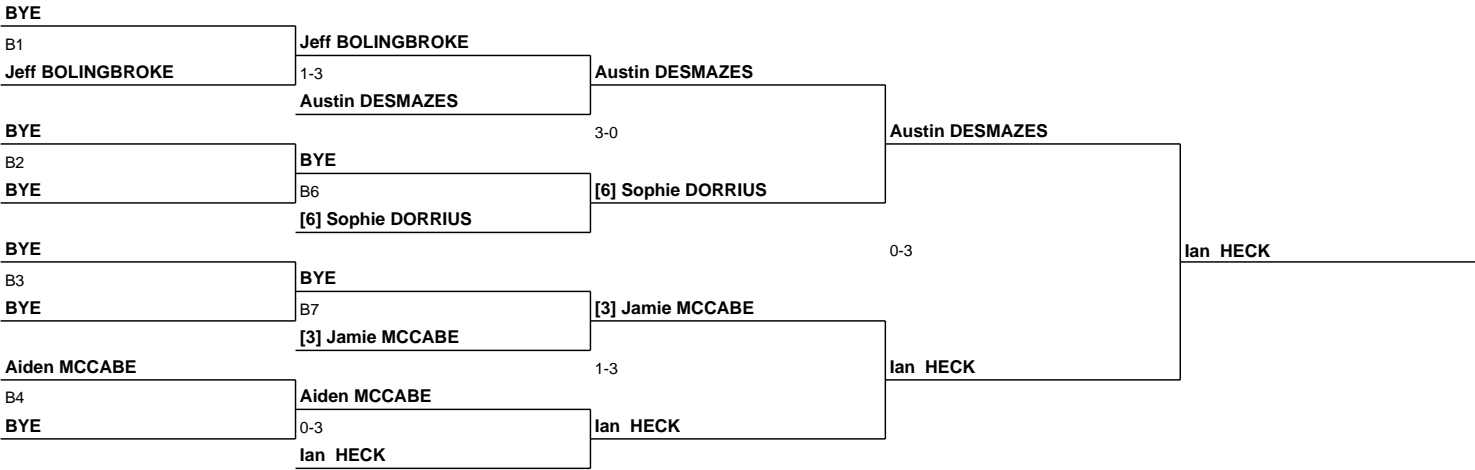 BYE
B1
Jeff BOLINGBROKE
BYE
B2
BYE
BYE
B3
BYE
Aiden MCCABE
B4
BYE
Jeff BOLINGBROKE
1-3
Austin DESMAZES
BYE
B6
[6] Sophie DORRIUS
BYE
B7
[3] Jamie MCCABE
Aiden MCCABE
0-3
Ian HECK
Austin DESMAZES
3-0
[6] Sophie DORRIUS
[3] Jamie MCCABE
1-3
Ian HECK
Austin DESMAZES
0-3
Ian HECK
Ian HECK